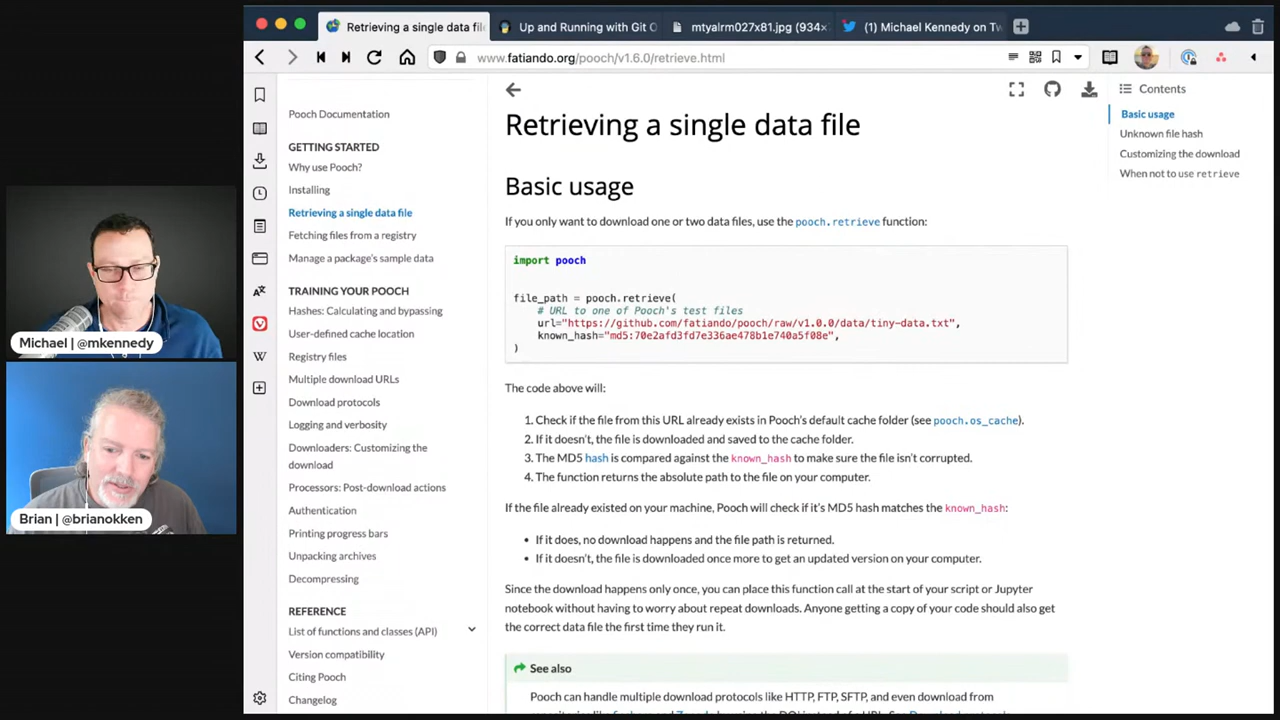 Retrieving a single data file
Up and Running with Git O
mtyalrm027x81.jpg (934×
(1) Michael Kennedy on Tw
www.fatiando.org/pooch/v1.6.0/retrieve.html
Pooch Documentation
GETTING STARTED
Why use Pooch?
Installing
Retrieving a single data file
Fetching files from a registry
Manage a package's sample data
TRAINING YOUR POOCH
Hashes: Calculating and bypassing
User-defined cache location
Registry files
Multiple download URLs
Download protocols
Logging and verbosity
Downloaders: Customizing the
download
Processors: Post-download actions
Authentication
Printing progress bars
Unpacking archives
Decompressing
REFERENCE
List of functions and classes (API)
Version compatibility
Citing Pooch
Changelog
Retrieving a single data file
Basic usage
If you only want to download one or two data files, use the pooch.retrieve function:
import pooch
file_path = pooch.retrieve(
# URL to one of Pooch's test files
url="https://github.com/fatiando/pooch/raw/v1.0.0/data/tiny-data.txt",
known_hash="md5:70e2afd3fd7e336ae478b1e740a5f08e",
)
The code above will:
1. Check if the file from this URL already exists in Pooch's default cache folder (see pooch.os_cache).
2. If it doesn't, the file is downloaded and saved to the cache folder.
3. The MD5 hash is compared against the known_hash to make sure the file isn't corrupted.
4. The function returns the absolute path to the file on your computer.
If the file already existed on your machine, Pooch will check if it's MD5 hash matches the known_hash:
• If it does, no download happens and the file path is returned.
• If it doesn't, the file is downloaded once more to get an updated version on your computer.
Since the download happens only once, you can place this function call at the start of your script or Jupyter
notebook without having to worry about repeat downloads. Anyone getting a copy of your code should also get
the correct data file the first time they run it.
See also
Pooch can handle multiple download protocols like HTTP, FTP, SFTP, and even download from
Contents
Basic usage
Unknown file hash
Customizing the download
When not to use retrieve
Michael | @mkennedy
Brian | @brianokken